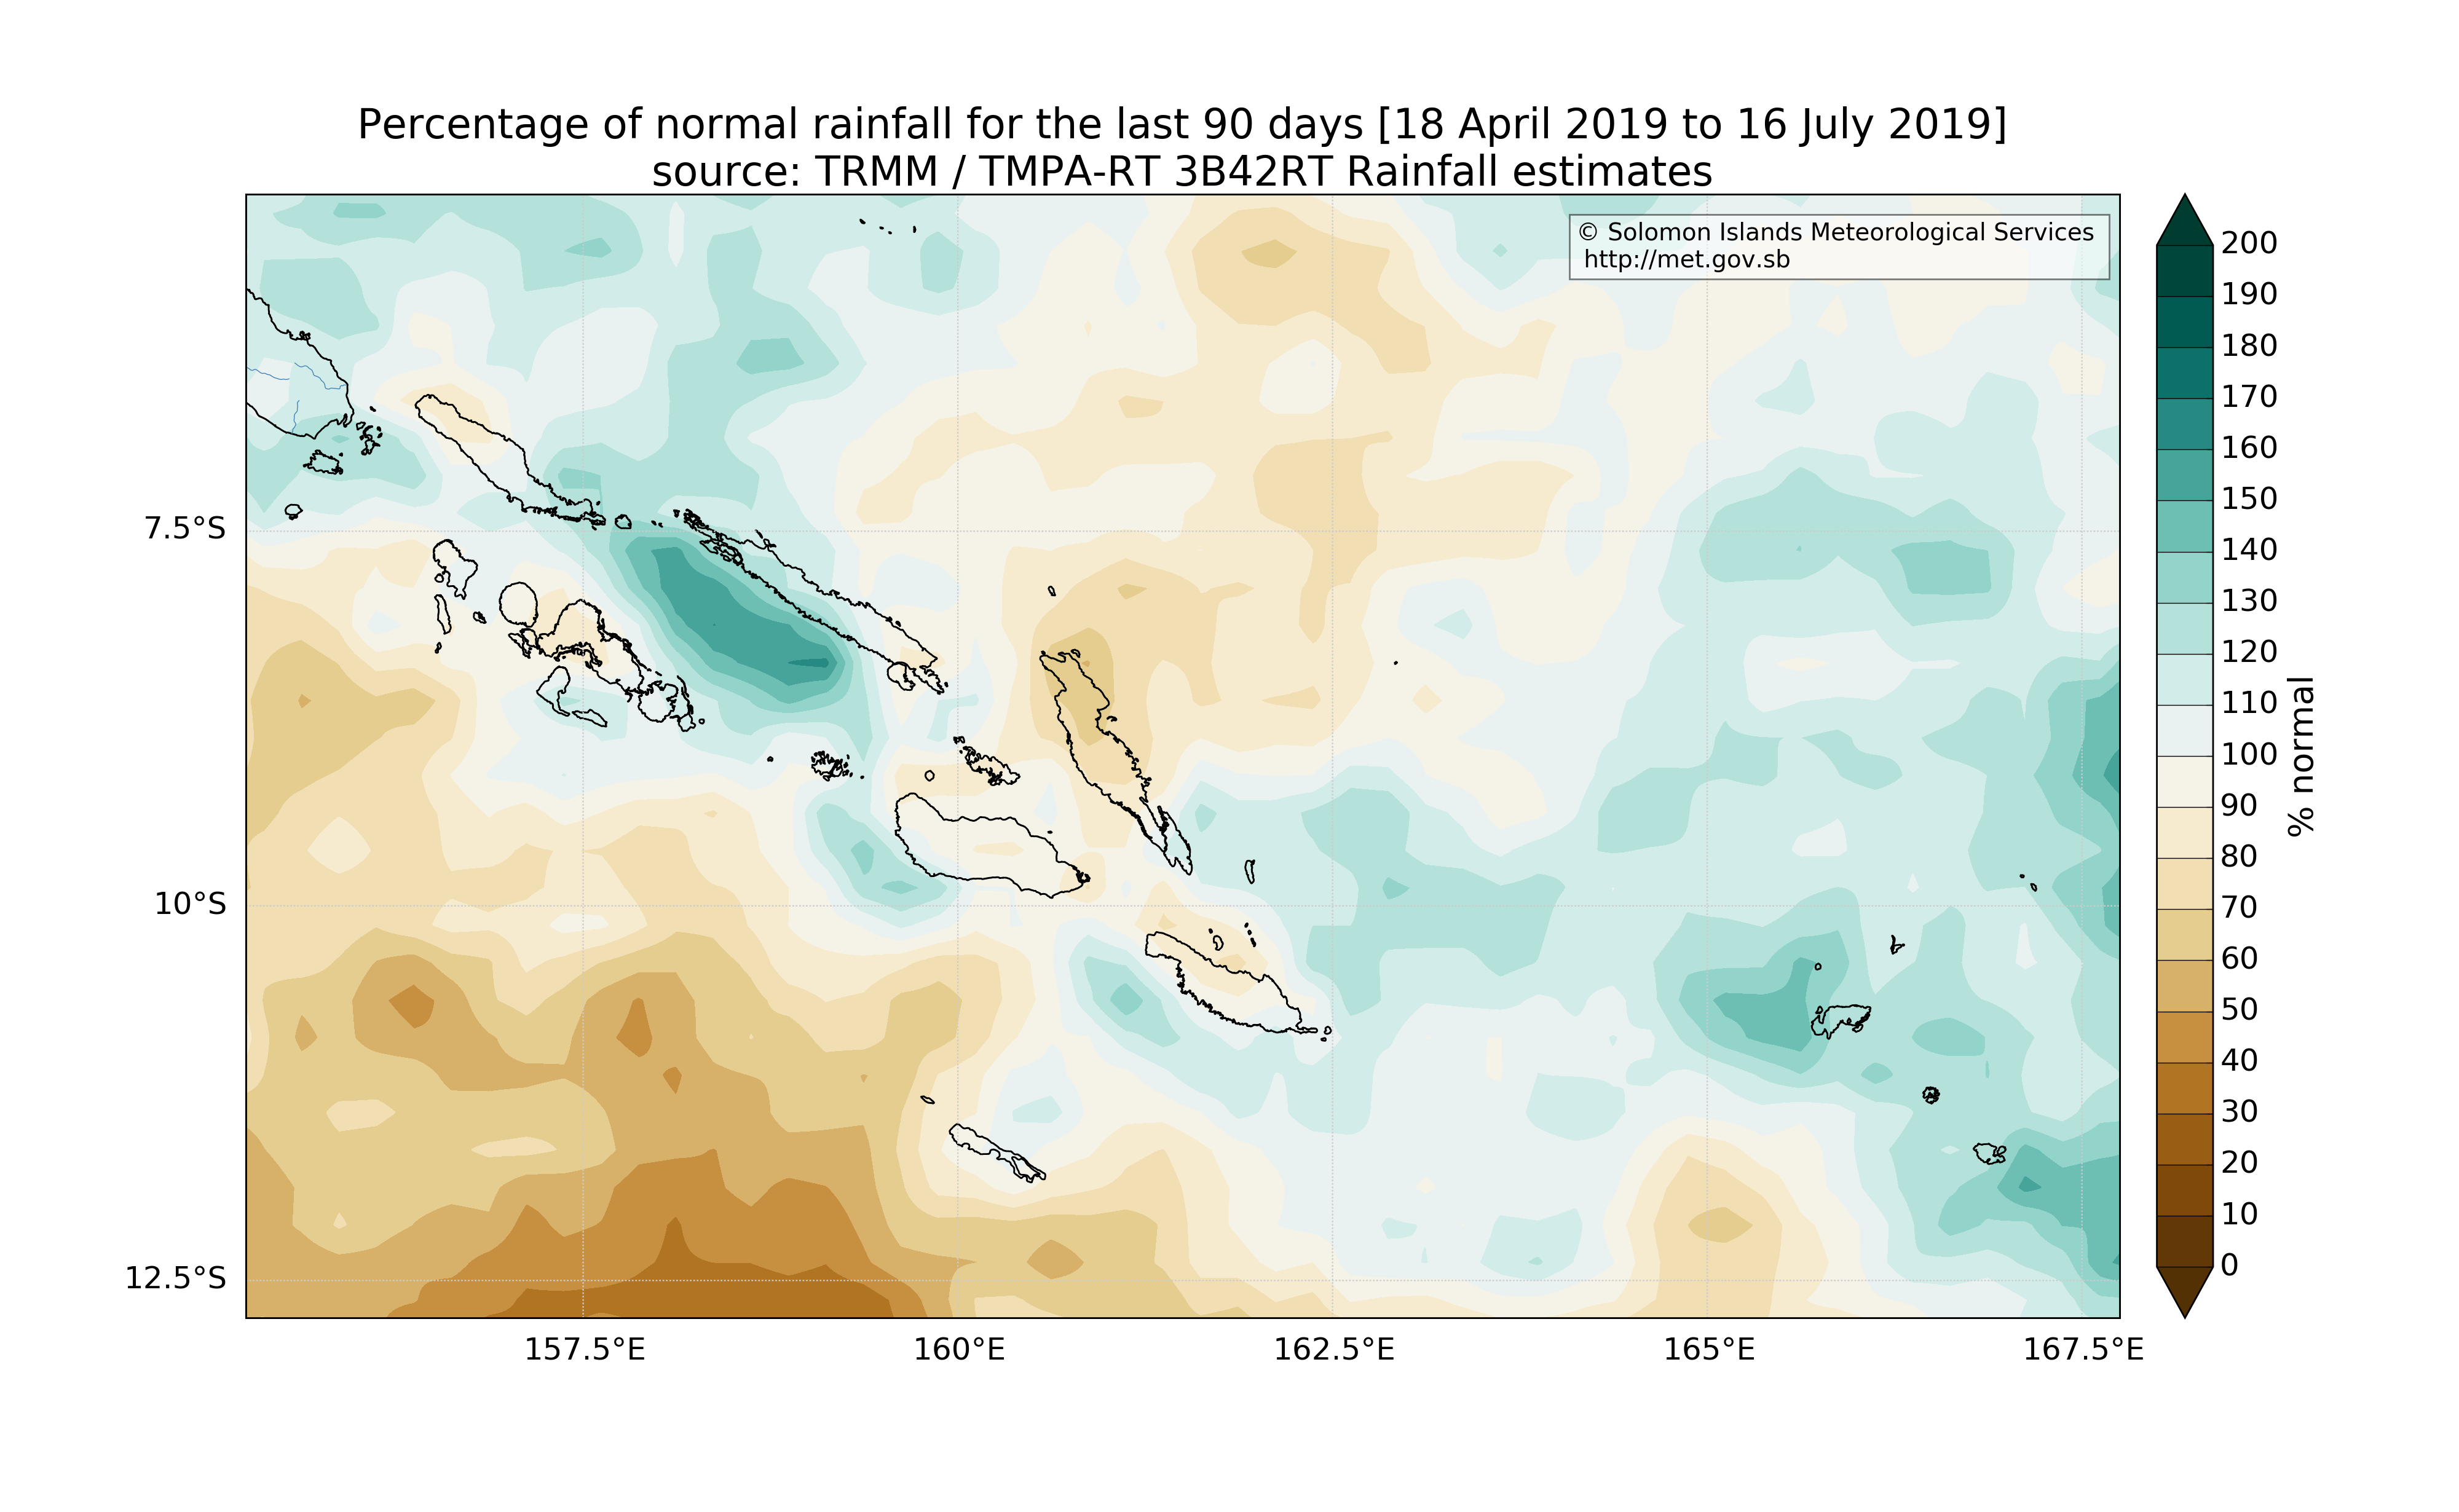 Percentage of normal rainfall for the last 90 days [18 April 2019 to 16 July 2019]
source: TRMM / TMPA-RT 3B42RT Rainfall estimates
© Solomon Islands Meteorological Services
http://met.gov.sb
7.5°S
10°S
12.5°S
157.5°E
160°E
162.5°E
165°E
167.5°E
200
190
180
170
160
150
140
130
120
110
100
90
80
70
60
50
40
30
20
10
0
% normal